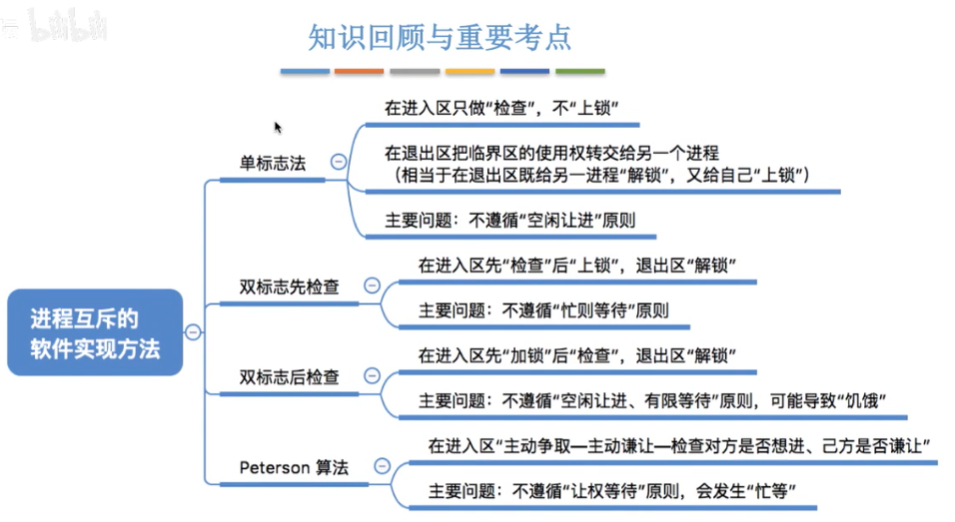 bilibili
知识回顾与重要考点
在进入区只做“检查”，不“上锁”
单标志法
在退出区把临界区的使用权转交给另一个进程
（相当于在退出区既给另一进程“解锁”，又给自己“上锁”）
主要问题：不遵循“空闲让进”原则
在进入区先“检查”后“上锁”，退出区“解锁”
双标志先检查
主要问题：不遵循“忙则等待”原则
进程互斥的
软件实现方法
在进入区先“加锁”后“检查”，退出区“解锁”
双标志后检查
主要问题：不遵循“空闲让进、有限等待”原则，可能导致“饥饿”
在进入区“主动争取—主动谦让—检查对方是否想进、己方是否谦让”
Peterson 算法
主要问题：不遵循“让权等待”原则，会发生“忙等”